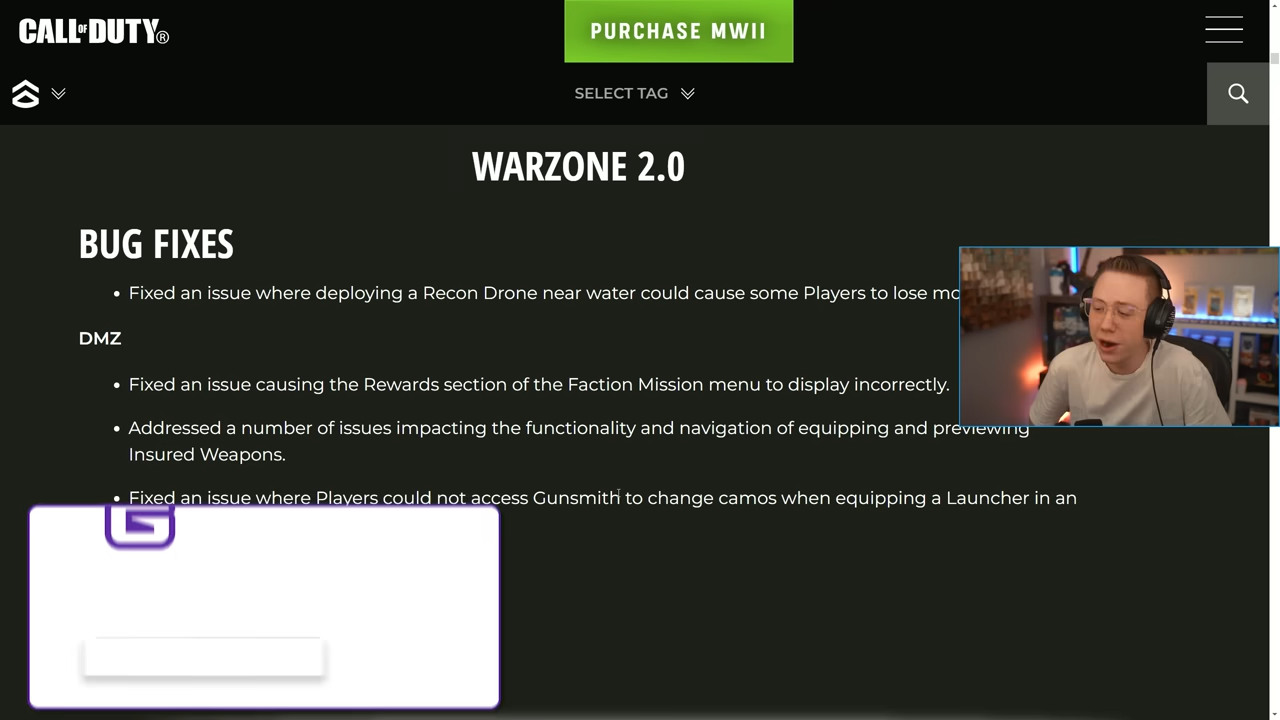 CALL OF DUTY®
PURCHASE MWII
SELECT TAG
WARZONE 2.0
BUG FIXES
• Fixed an issue where deploying a Recon Drone near water could cause some Players to lose
DMZ
• Fixed an issue causing the Rewards section of the Faction Mission menu to display incorrectly.
• Addressed a number of issues impacting the functionality and navigation of equipping and previewing
Insured Weapons.
• Fixed an issue where Players could not access Gunsmith to change camos when equipping a Launcher in an